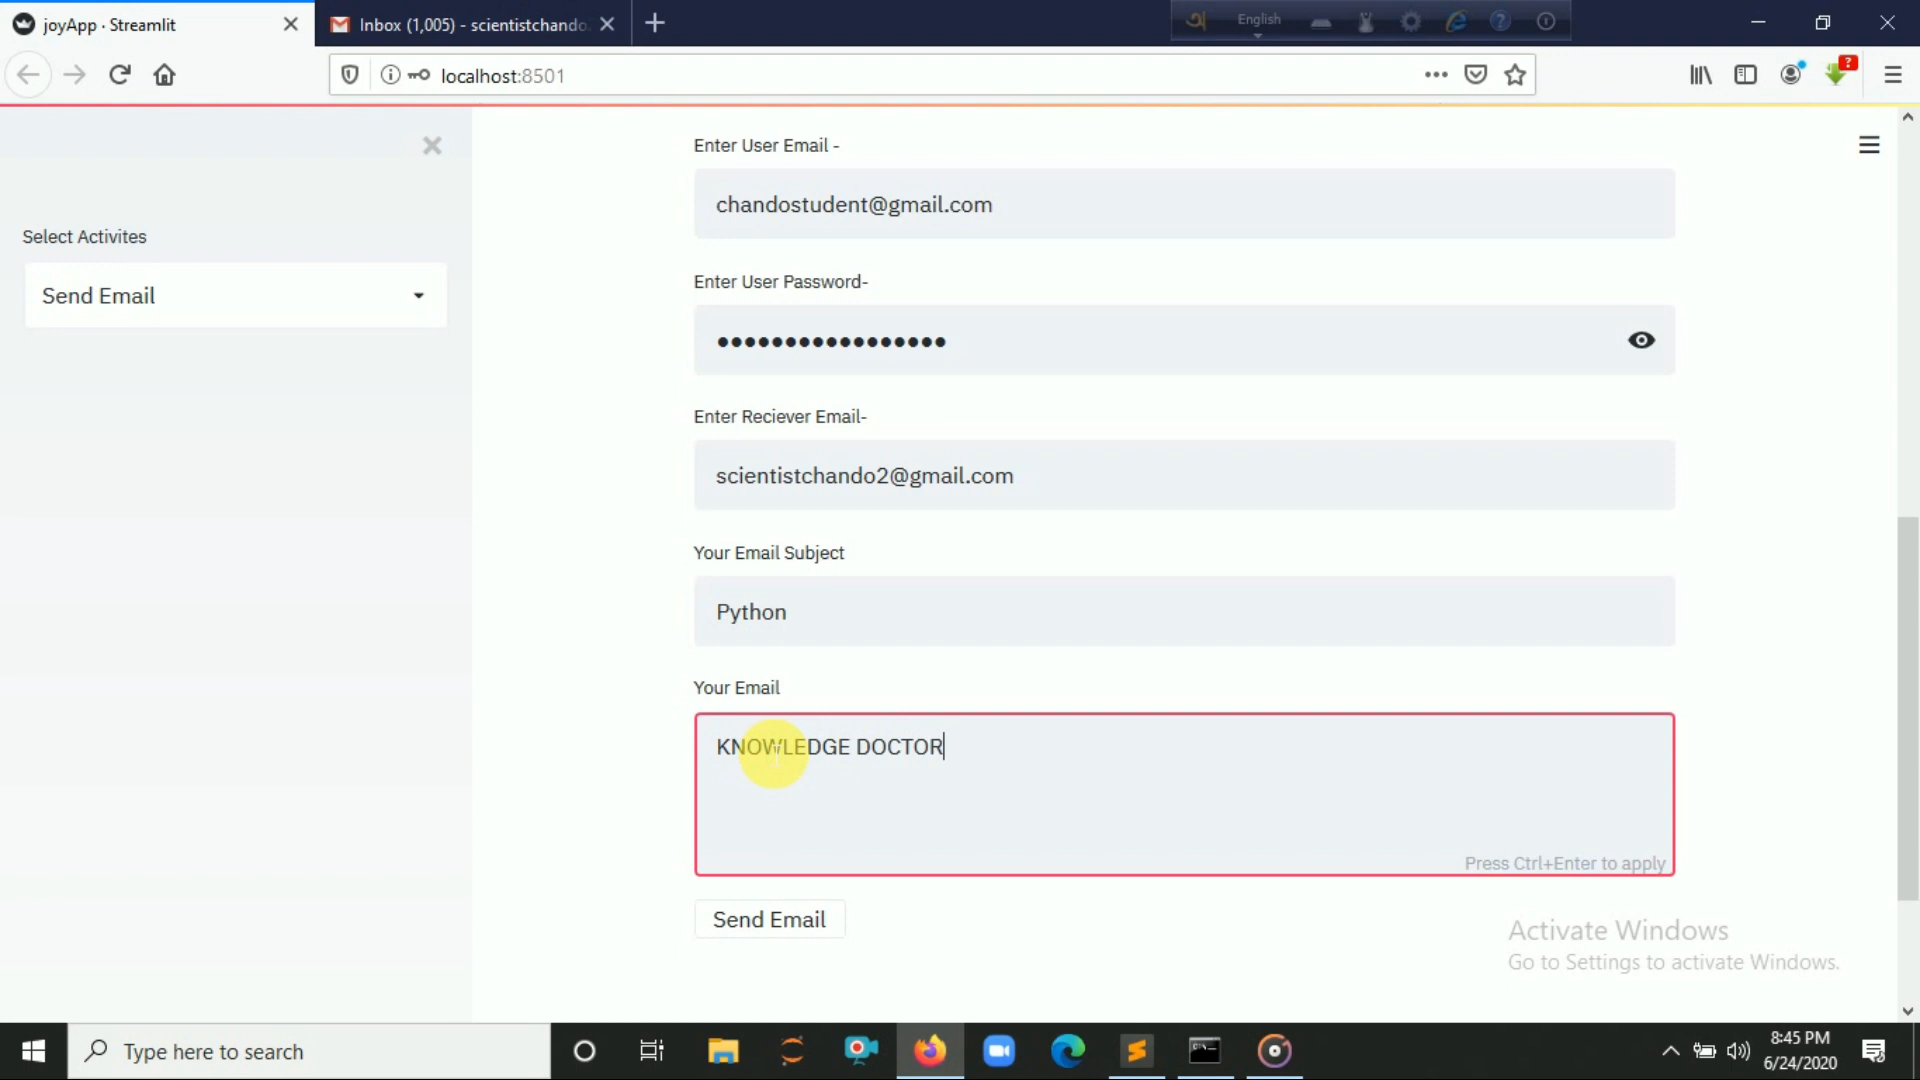 joyApp · Streamlit
Inbox (1,005) - scientistchando
English
localhost:8501
?
Select Activites
Send Email
Enter User Email -
chandostudent@gmail.com
Enter User Password-
•••••••••••••••••
Enter Reciever Email-
scientistchando2@gmail.com
Your Email Subject
Python
Your Email
KNOWLEDGE DOCTOR
Press Ctrl+Enter to apply
Send Email
Activate Windows
Go to Settings to activate Windows.
Type here to search
8:45 PM
6/24/2020